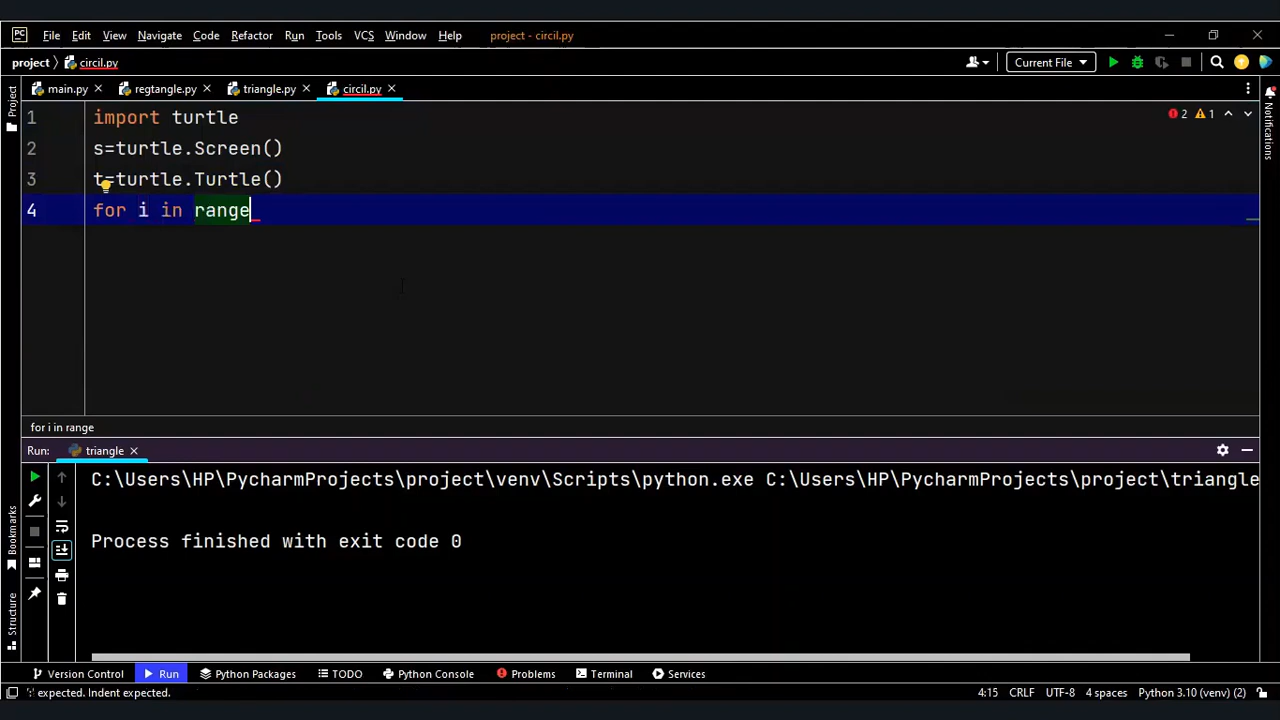 PC File Edit View Navigate Code Refactor Run Tools VCS Window Help project - circil.py
project circil.py Current File
main.py regtangle.py triangle.py circil.py
Project
Notifications
1 import turtle 2 1
2 s=turtle.Screen()
3 t=turtle.Turtle()
4 for i in range
for i in range
Run: triangle
C:\Users\HP\PycharmProjects\project\venv\Scripts\python.exe C:\Users\HP\PycharmProjects\project\triangle
Process finished with exit code 0
Bookmarks
Structure
Version Control Run Python Packages TODO Python Console Problems Terminal Services
':' expected. Indent expected. 4:15 CRLF UTF-8 4 spaces Python 3.10 (venv) (2)